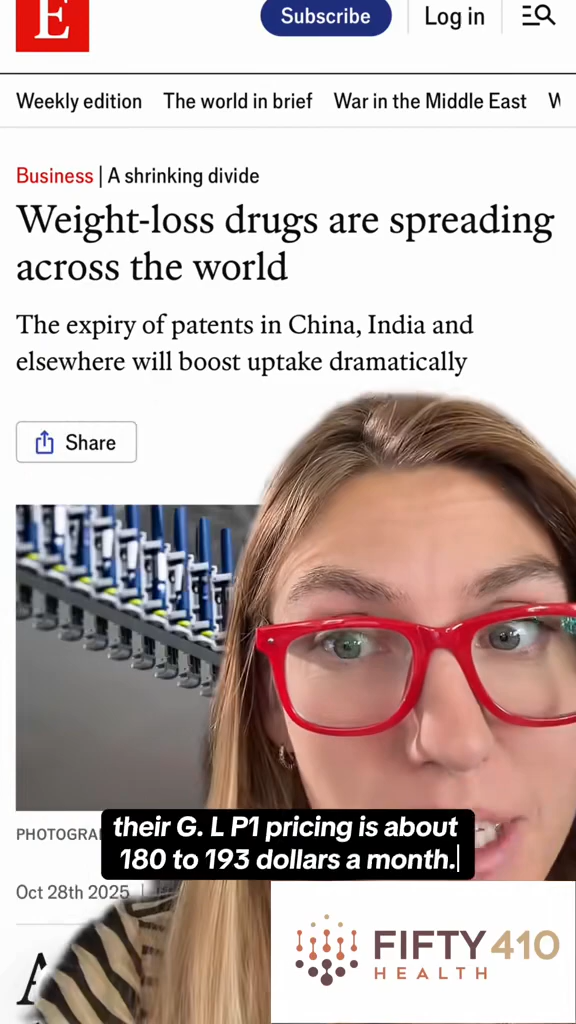 E
Subscribe
Log in
Weekly edition The world in brief War in the Middle East
Business | A shrinking divide
Weight-loss drugs are spreading
across the world
The expiry of patents in China, India and
elsewhere will boost uptake dramatically
Share
their G. L P1 pricing is about
180 to 193 dollars a month.
Oct 28th 2025
FIFTY 410
HEALTH